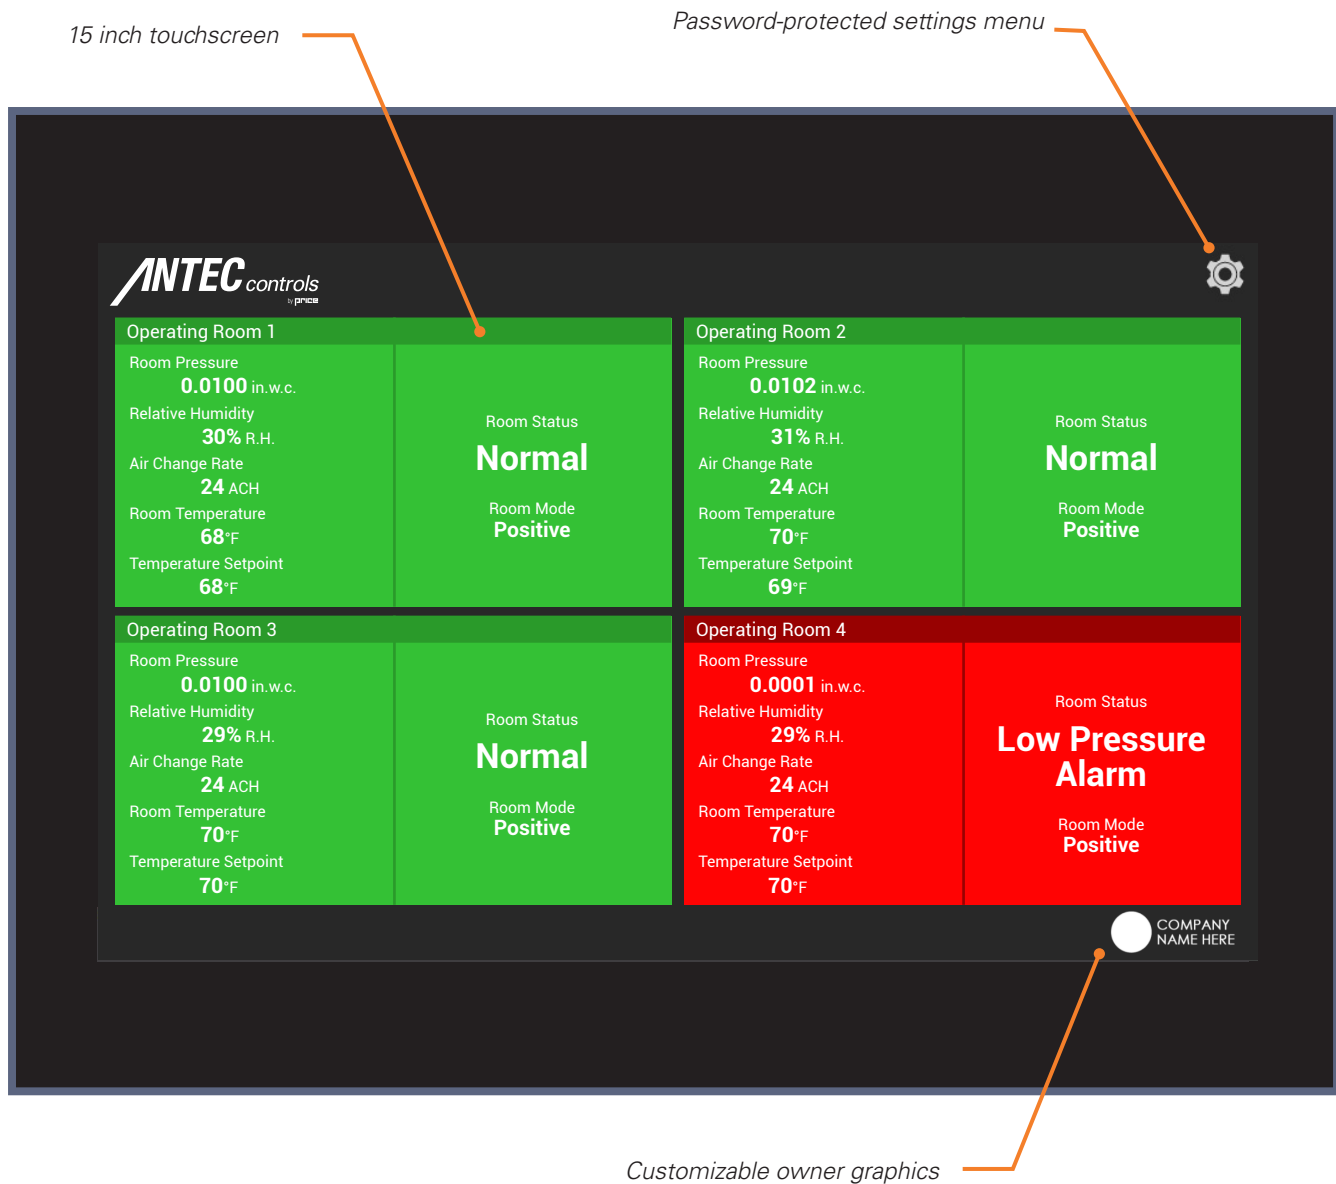 15 inch touchscreen
Password-protected settings menu
ANTEC controls
by price
Operating Room 1
Room Pressure
0.0100 in.w.c.
Relative Humidity
30% R.H.
Air Change Rate
24 ACH
Room Temperature
68°F
Temperature Setpoint
68°F
Room Status
Normal
Room Mode
Positive
Operating Room 2
Room Pressure
0.0102 in.w.c.
Relative Humidity
31% R.H.
Air Change Rate
24 ACH
Room Temperature
70°F
Temperature Setpoint
69°F
Room Status
Normal
Room Mode
Positive
Operating Room 3
Room Pressure
0.0100 in.w.c.
Relative Humidity
29% R.H.
Air Change Rate
24 ACH
Room Temperature
70°F
Temperature Setpoint
70°F
Room Status
Normal
Room Mode
Positive
Operating Room 4
Room Pressure
0.0001 in.w.c.
Relative Humidity
29% R.H.
Air Change Rate
24 ACH
Room Temperature
70°F
Temperature Setpoint
70°F
Room Status
Low Pressure
Alarm
Room Mode
Positive
COMPANY
NAME HERE
Customizable owner graphics